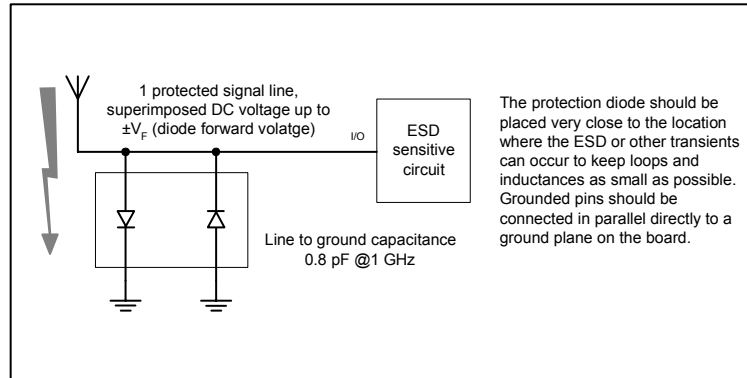 1 protected signal line,
superimposed DC voltage up to
±V_F (diode forward volatge)
I/O
ESD
sensitive
circuit
Line to ground capacitance
0.8 pF @1 GHz
The protection diode should be
placed very close to the location
where the ESD or other transients
can occur to keep loops and
inductances as small as possible.
Grounded pins should be
connected in parallel directly to a
ground plane on the board.